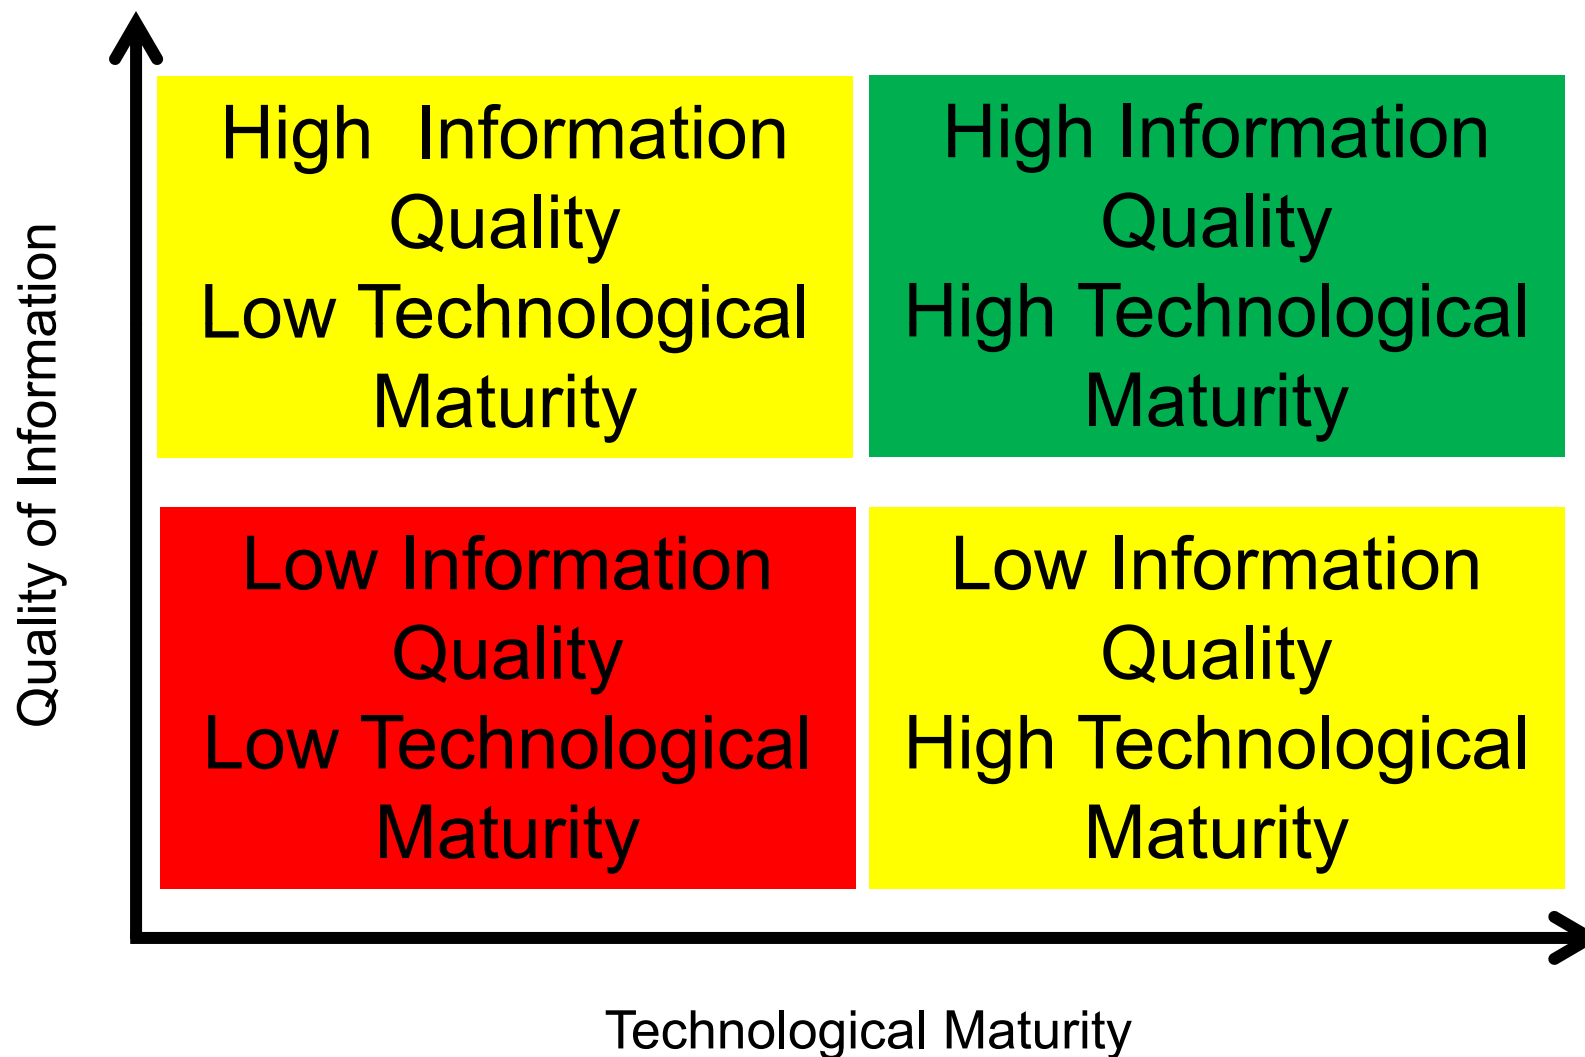 Quality of Information
High Information
Quality
Low Technological
Maturity
High Information
Quality
High Technological
Maturity
Low Information
Quality
Low Technological
Maturity
Low Information
Quality
High Technological
Maturity
Technological Maturity